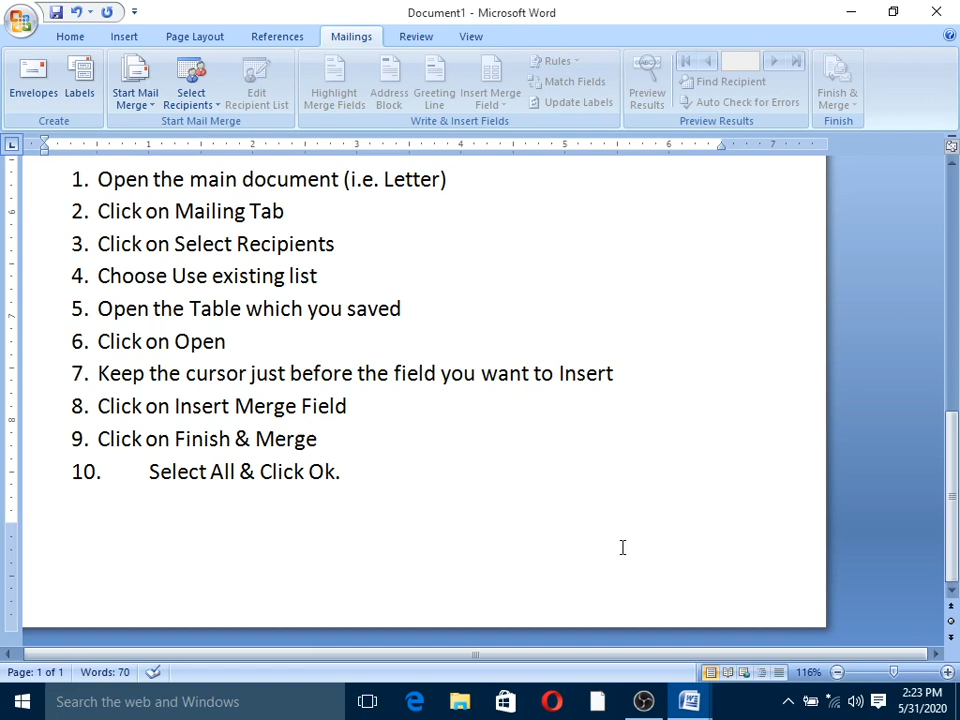 Document1 - Microsoft Word
Home Insert Page Layout References Mailings Review View
Envelopes Labels Start Mail Merge Select Recipients Edit Recipient List Highlight Merge Fields Address Block Greeting Line Insert Merge Field Rules Match Fields Update Labels Preview Results Find Recipient Auto Check for Errors Finish & Merge
Create Start Mail Merge Write & Insert Fields Preview Results Finish
1 2 3 4 5 6 7
1. Open the main document (i.e. Letter)
2. Click on Mailing Tab
3. Click on Select Recipients
4. Choose Use existing list
5. Open the Table which you saved
6. Click on Open
7. Keep the cursor just before the field you want to Insert
8. Click on Insert Merge Field
9. Click on Finish & Merge
10. Select All & Click Ok.
Page: 1 of 1 Words: 70 116%
Search the web and Windows 2:23 PM
5/31/2020